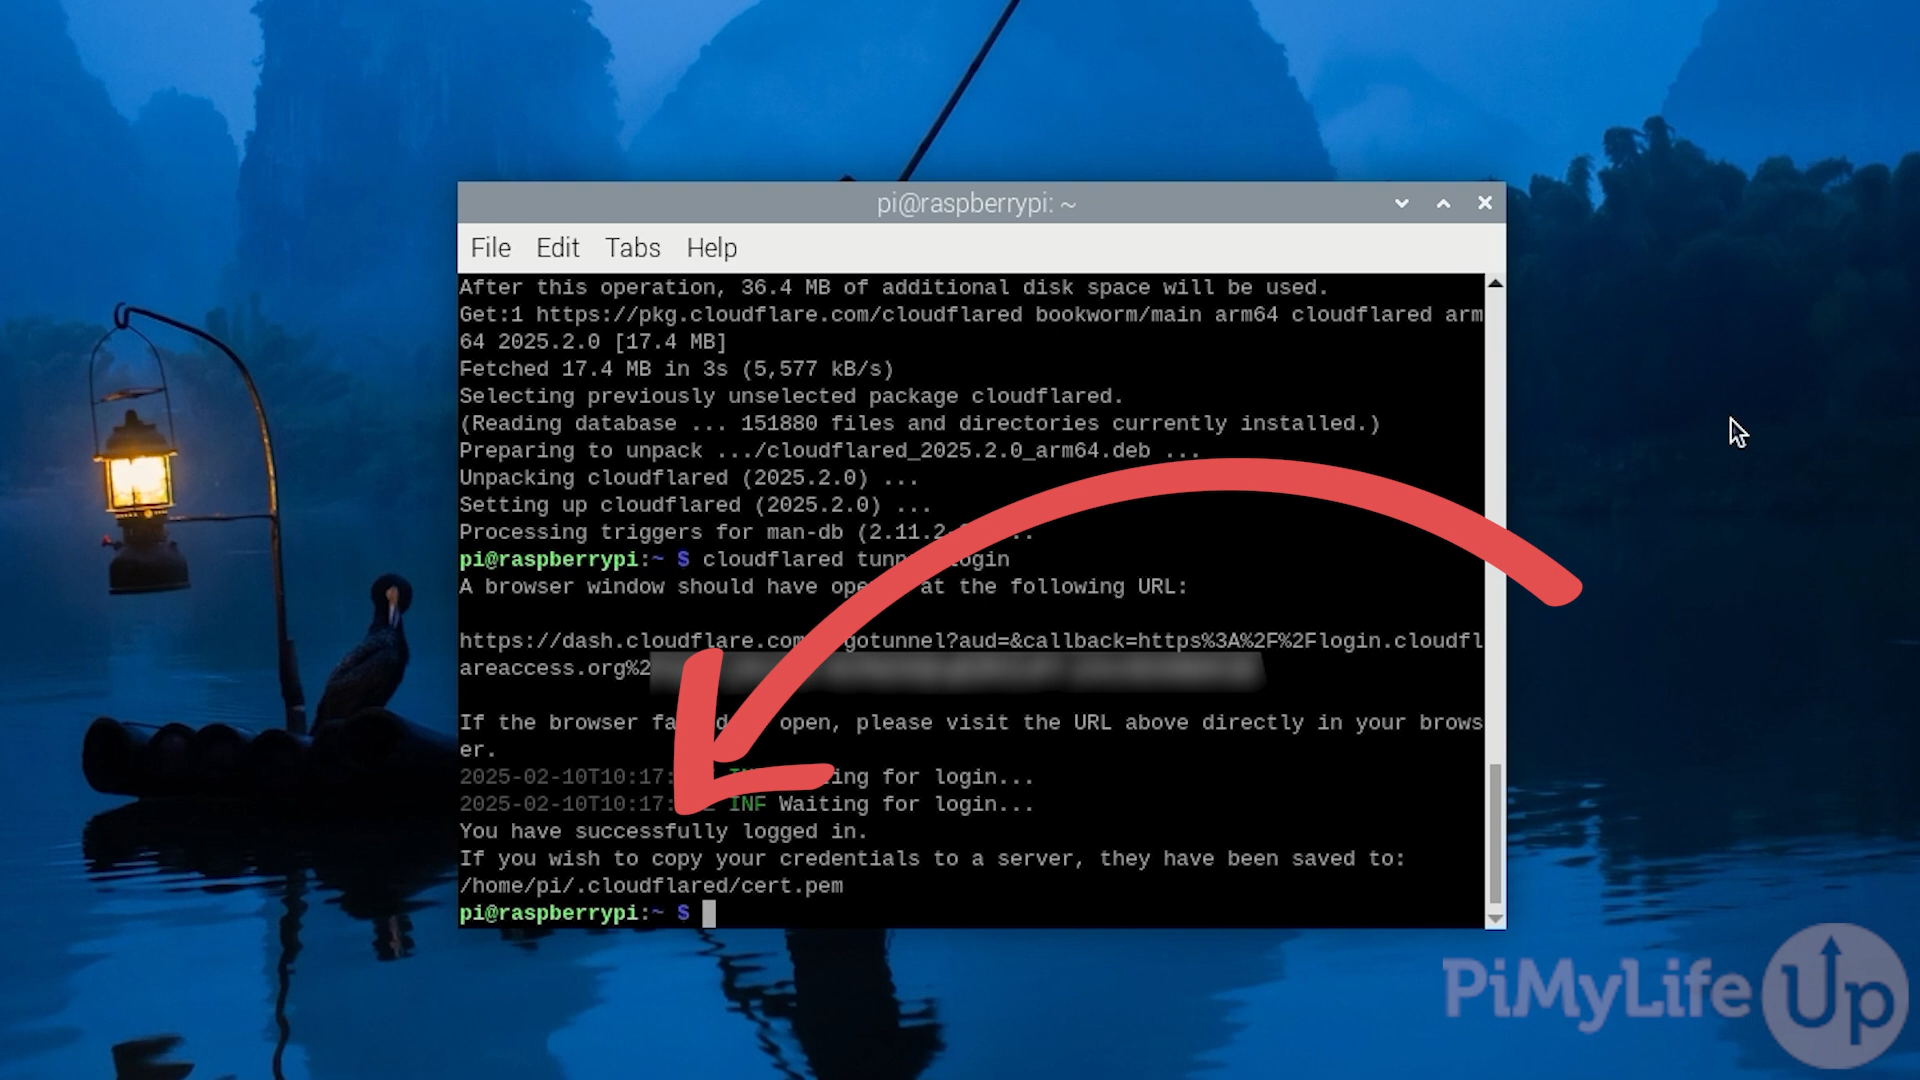 pi@raspberrypi: ~
File Edit Tabs Help
After this operation, 36.4 MB of additional disk space will be used.
Get:1 https://pkg.cloudflare.com/cloudflared bookworm/main arm64 cloudflared arm
64 2025.2.0 [17.4 MB]
Fetched 17.4 MB in 3s (5,577 kB/s)
Selecting previously unselected package cloudflared.
(Reading database ... 151880 files and directories currently installed.)
Preparing to unpack .../cloudflared_2025.2.0_arm64.deb ...
Unpacking cloudflared (2025.2.0) ...
Setting up cloudflared (2025.2.0) ...
Processing triggers for man-db
pi@raspberrypi:~ $ cloudflared tunnel login
A browser window should have opened at the following URL:
https://dash.cloudflare.com/argotunnel?aud=&callback=https%3A%2F%2Flogin.cloudfl
areaccess.org%2
If the browser failed to open, please visit the URL above directly in your brows
er.
2025-02-10T10:17: INF Waiting for login...
2025-02-10T10:17: INF Waiting for login...
You have successfully logged in.
If you wish to copy your credentials to a server, they have been saved to:
/home/pi/.cloudflared/cert.pem
pi@raspberrypi:~ $
PiMyLifeUp